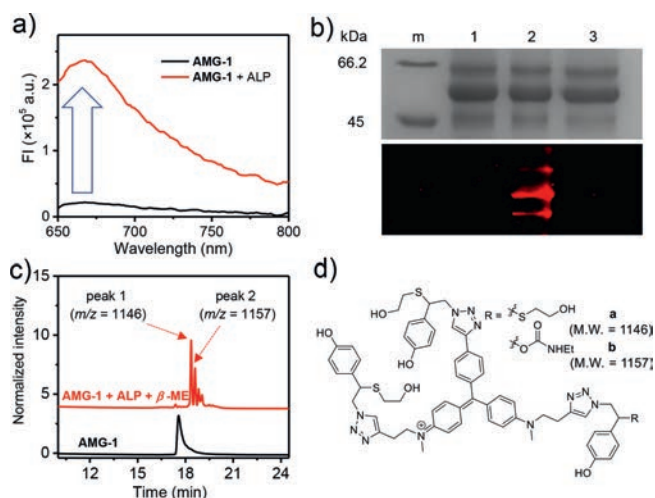 a)
AMG-1
AMG-1 + ALP
FI (×10⁵ a.u.)
2
1
0
650 700 750 800
Wavelength (nm)
b)
kDa m 1 2 3
66.2
45
c)
Normalized intensity
15
10
5
0
peak 1
(m/z = 1146)
peak 2
(m/z = 1157)
AMG-1 + ALP + β-ME
AMG-1
12 15 18 21 24
Time (min)
d)
HO S N N N R = S OH a
(M.W. = 1146)
O O NHEt b
(M.W. = 1157)
HO
HO
S OH
N N N
N⊕
N
N=N
N
R
OH